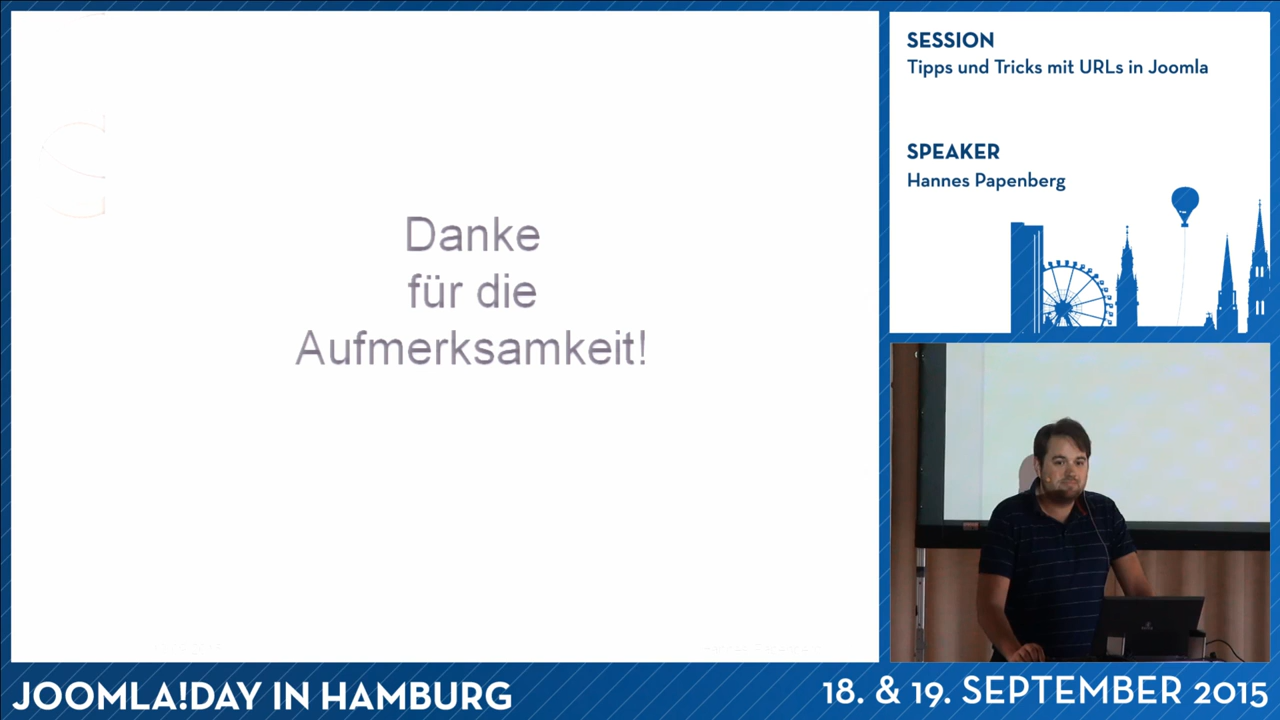 Danke
für die
Aufmerksamkeit!
SESSION
Tipps und Tricks mit URLs in Joomla
SPEAKER
Hannes Papenberg
JOOMLA!DAY IN HAMBURG
18. & 19. SEPTEMBER 2015